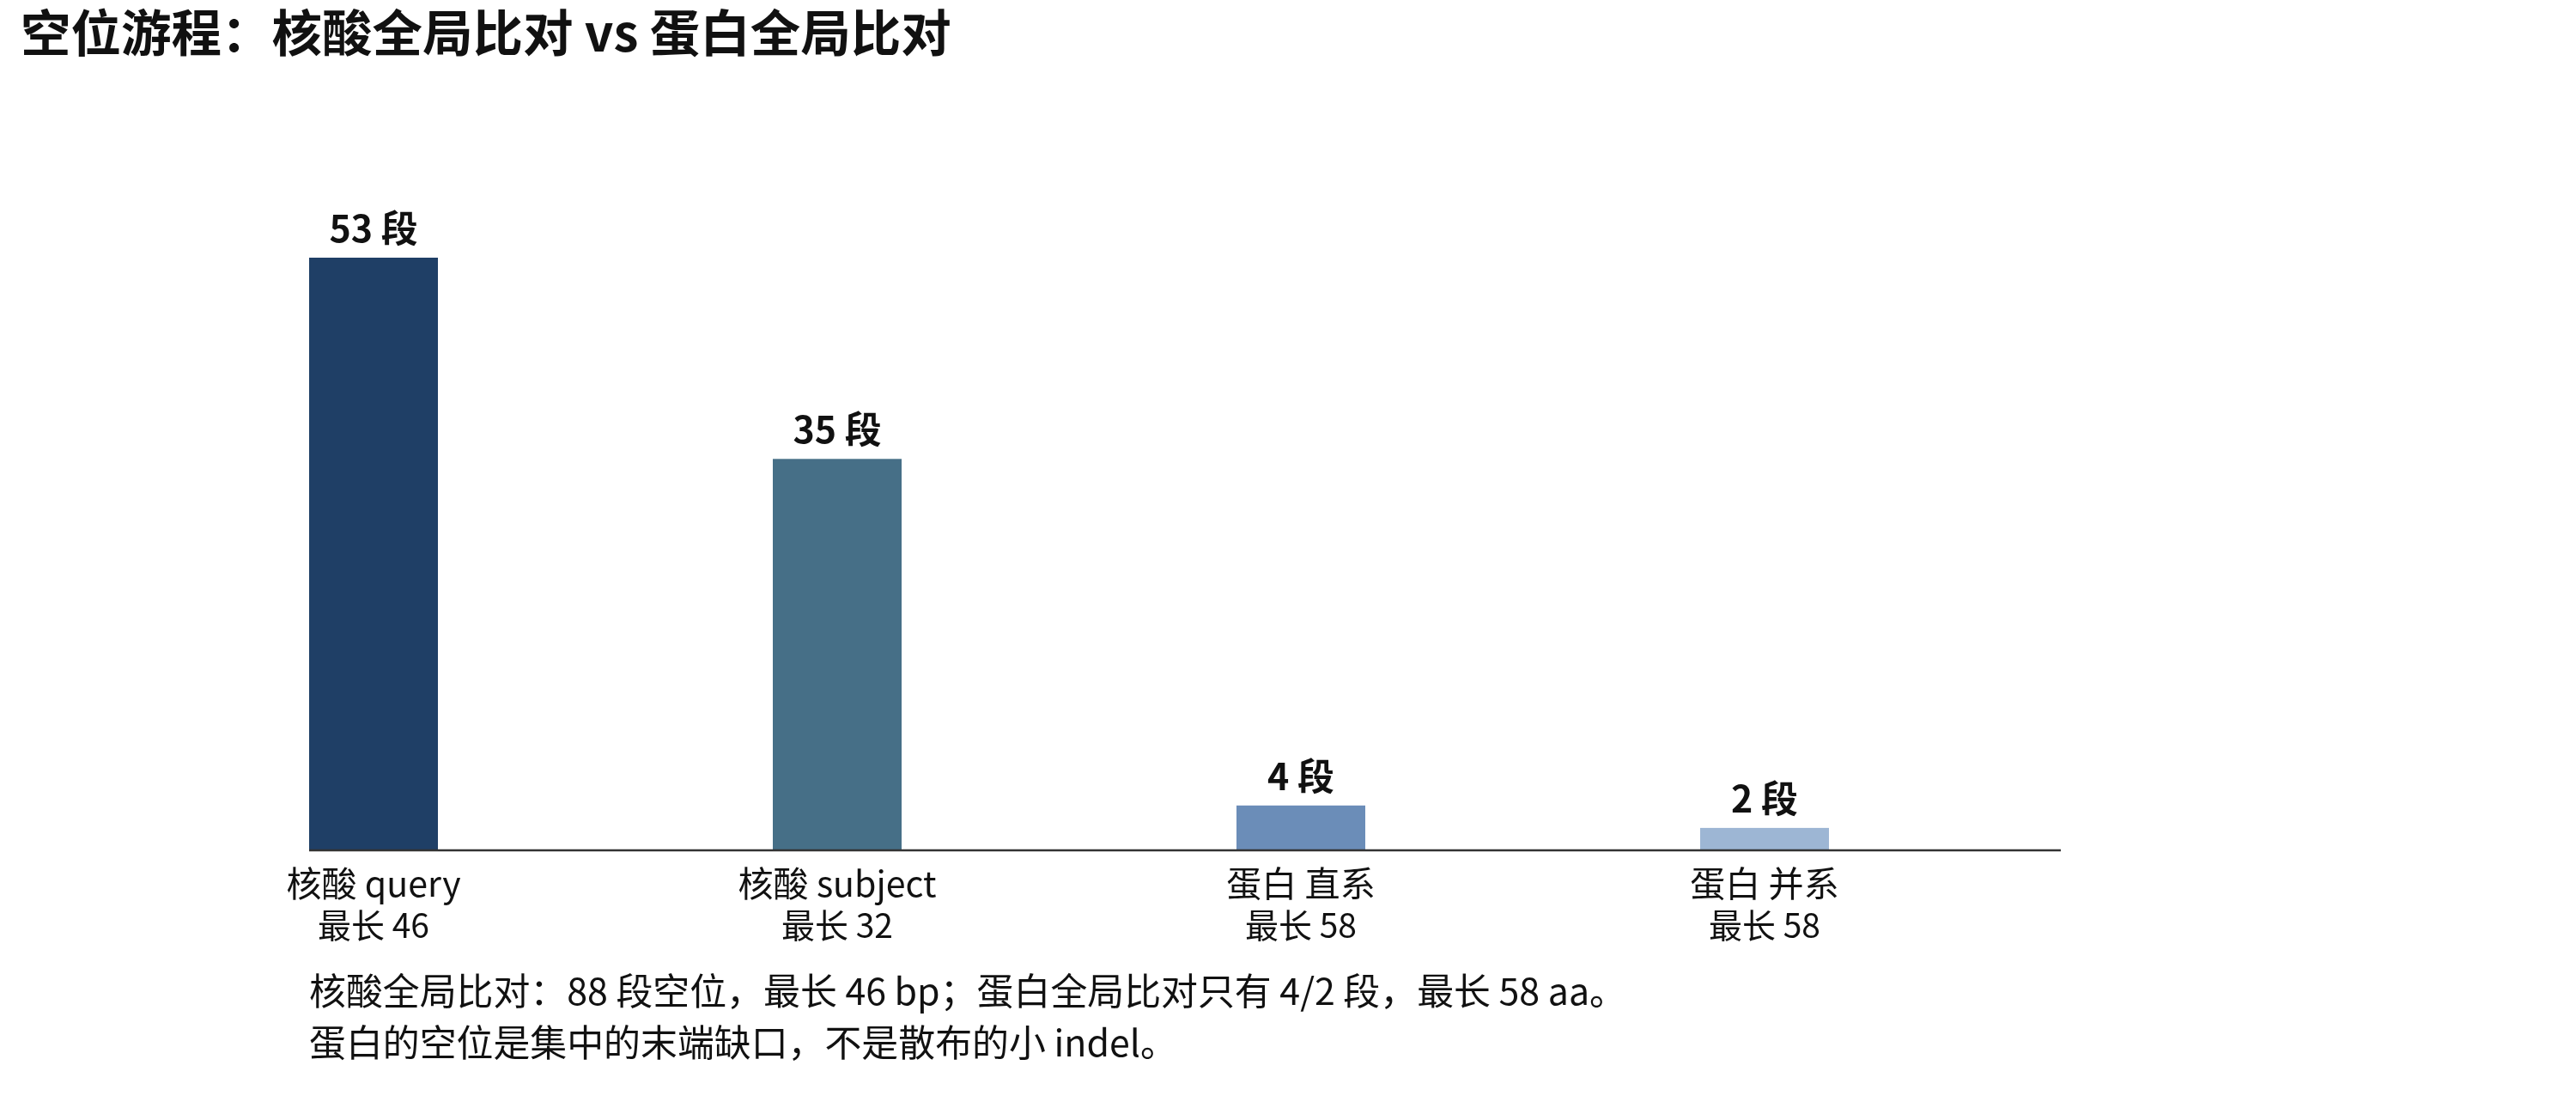 空位游程：核酸全局比对 vs 蛋白全局比对
53 段
35 段
4 段
2 段
核酸 query
最长 46
核酸 subject
最长 32
蛋白 直系
最长 58
蛋白 并系
最长 58
核酸全局比对：88 段空位，最长 46 bp；蛋白全局比对只有 4/2 段，最长 58 aa。
蛋白的空位是集中的末端缺口，不是散布的小 indel。